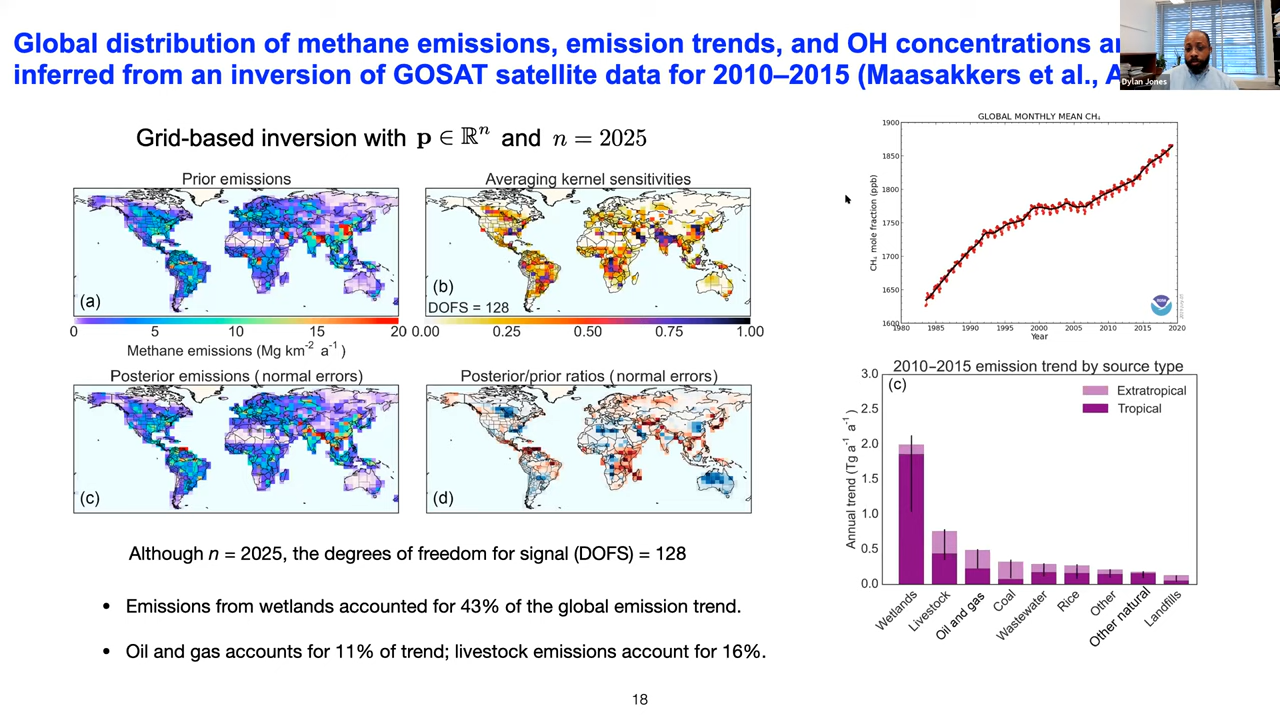 Global distribution of methane emissions, emission trends, and OH concentrations
inferred from an inversion of GOSAT satellite data for 2010–2015 (Maasakkers et al.,
Dylan Jones
Grid-based inversion with p ∈ ℝⁿ and n = 2025
Prior emissions
(a)
0 5 10 15 20
Methane emissions (Mg km⁻² a⁻¹ )
Averaging kernel sensitivities
(b)
DOFS = 128
0.00 0.25 0.50 0.75 1.00
Posterior emissions (normal errors)
(c)
Posterior/prior ratios (normal errors)
(d)
Although n = 2025, the degrees of freedom for signal (DOFS) = 128
• Emissions from wetlands accounted for 43% of the global emission trend.
• Oil and gas accounts for 11% of trend; livestock emissions account for 16%.
GLOBAL MONTHLY MEAN CH₄
CH₄ mole fraction (ppb)
1900
1850
1800
1750
1700
1650
1600
1980 1985 1990 1995 2000 2005 2010 2015 2020
Year
2010–2015 emission trend by source type
(c)
Extratropical
Tropical
Annual trend (Tg a⁻¹ a⁻¹)
3.0
2.5
2.0
1.5
1.0
0.5
0.0
Wetlands
Livestock
Oil and gas
Coal
Wastewater
Rice
Other
Other natural
Landfills
18